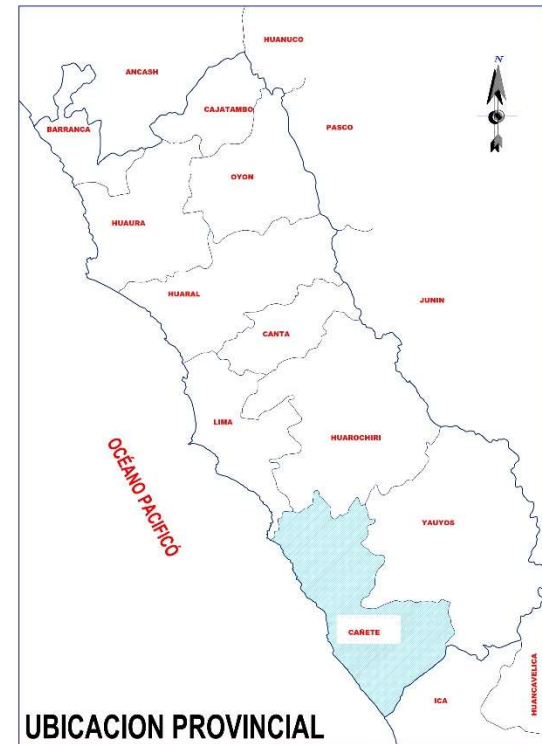 HUANUCO
ANCASH
N
CAJATAMBO
BARRANCA
PASCO
OYON
HUAURA
HUARAL
JUNIN
CANTA
LIMA
HUAROCHIRI
OCÉANO PACIFICÓ
YAUYOS
CAÑETE
HUANCAVELICA
ICA
UBICACION PROVINCIAL